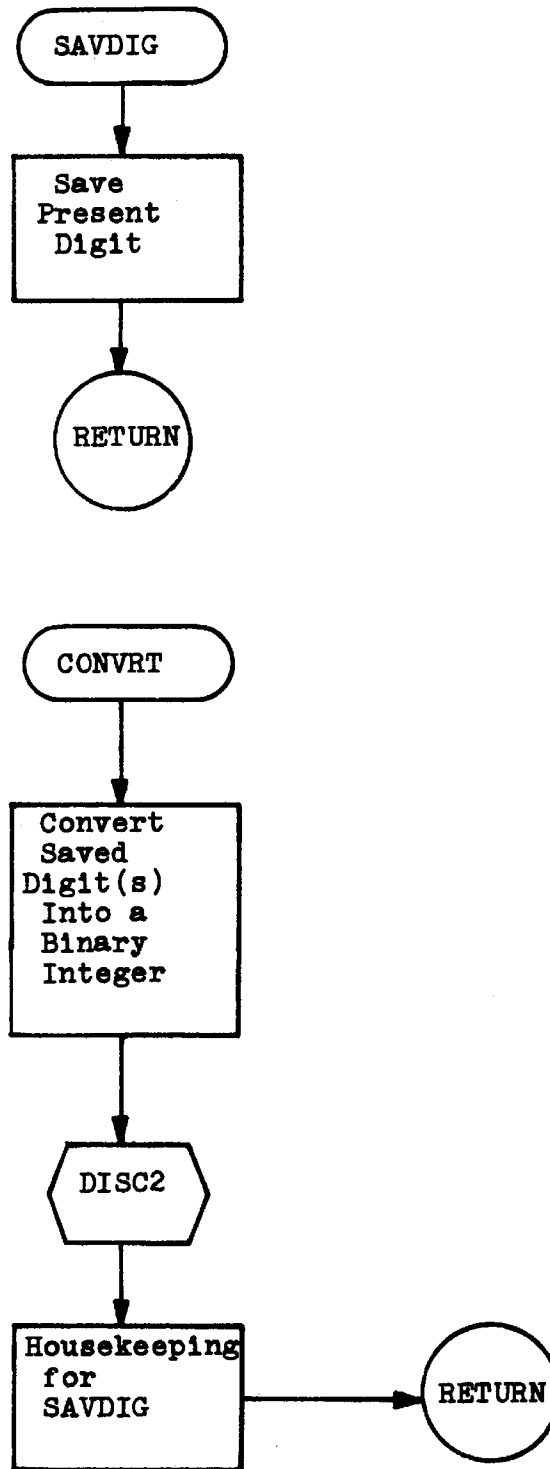 SAVDIG
Save
Present
Digit
RETURN
CONVRT
Convert
Saved
Digit(s)
Into a
Binary
Integer
DISC2
Housekeeping
for
SAVDIG
RETURN